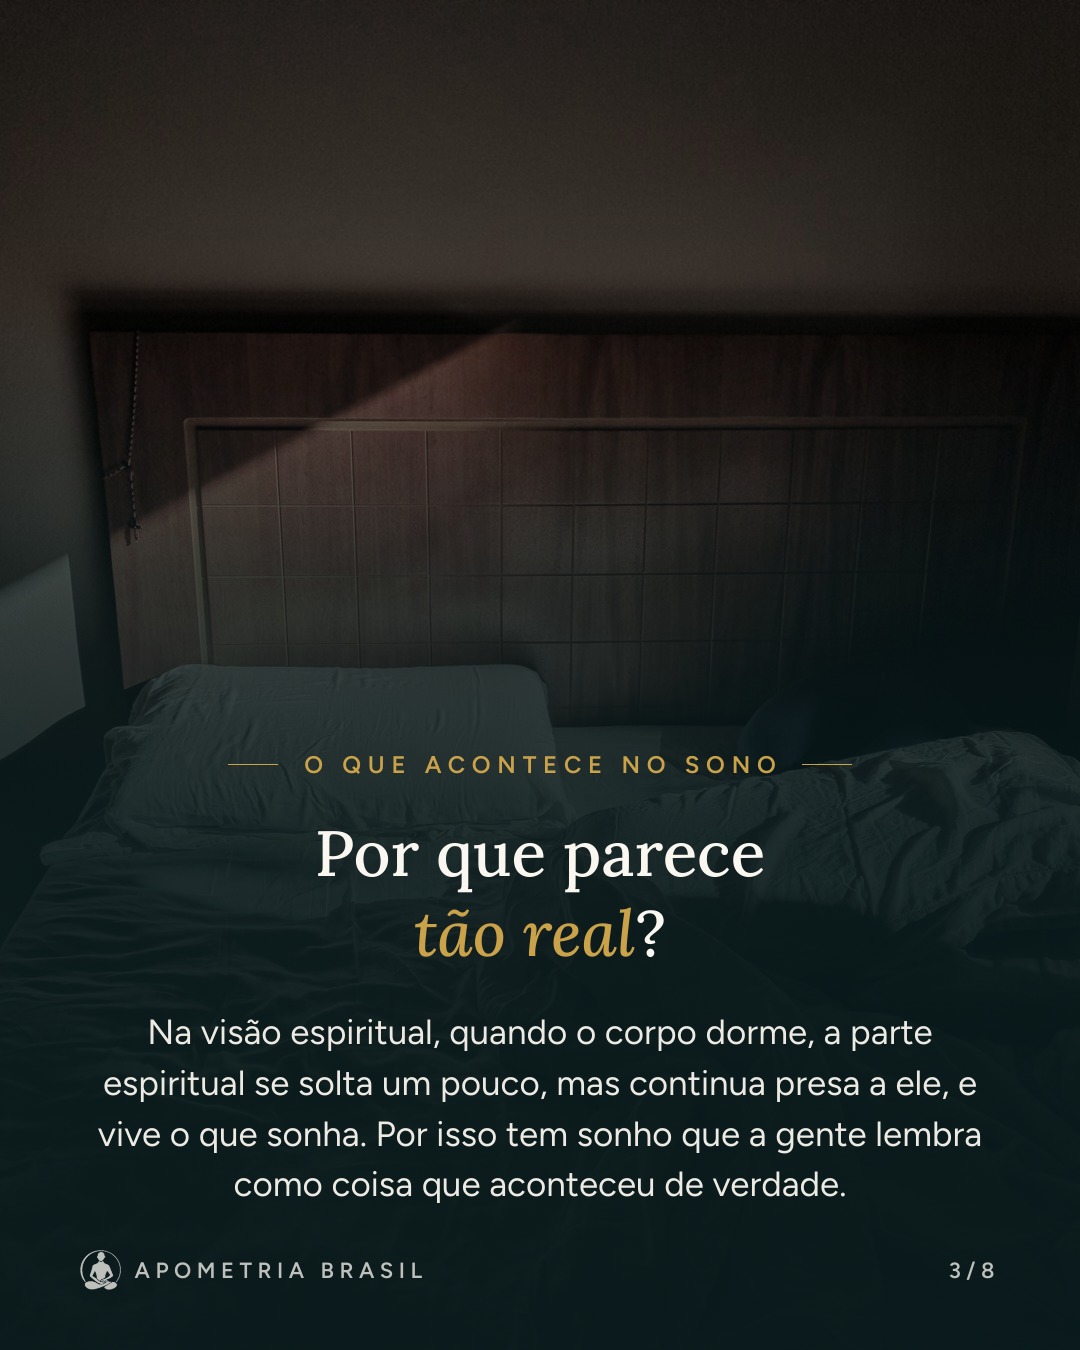 O QUE ACONTECE NO SONO
Por que parece
tão real?
Na visão espiritual, quando o corpo dorme, a parte
espiritual se solta um pouco, mas continua presa a ele, e
vive o que sonha. Por isso tem sonho que a gente lembra
como coisa que aconteceu de verdade.
APOMETRIA BRASIL
3/8